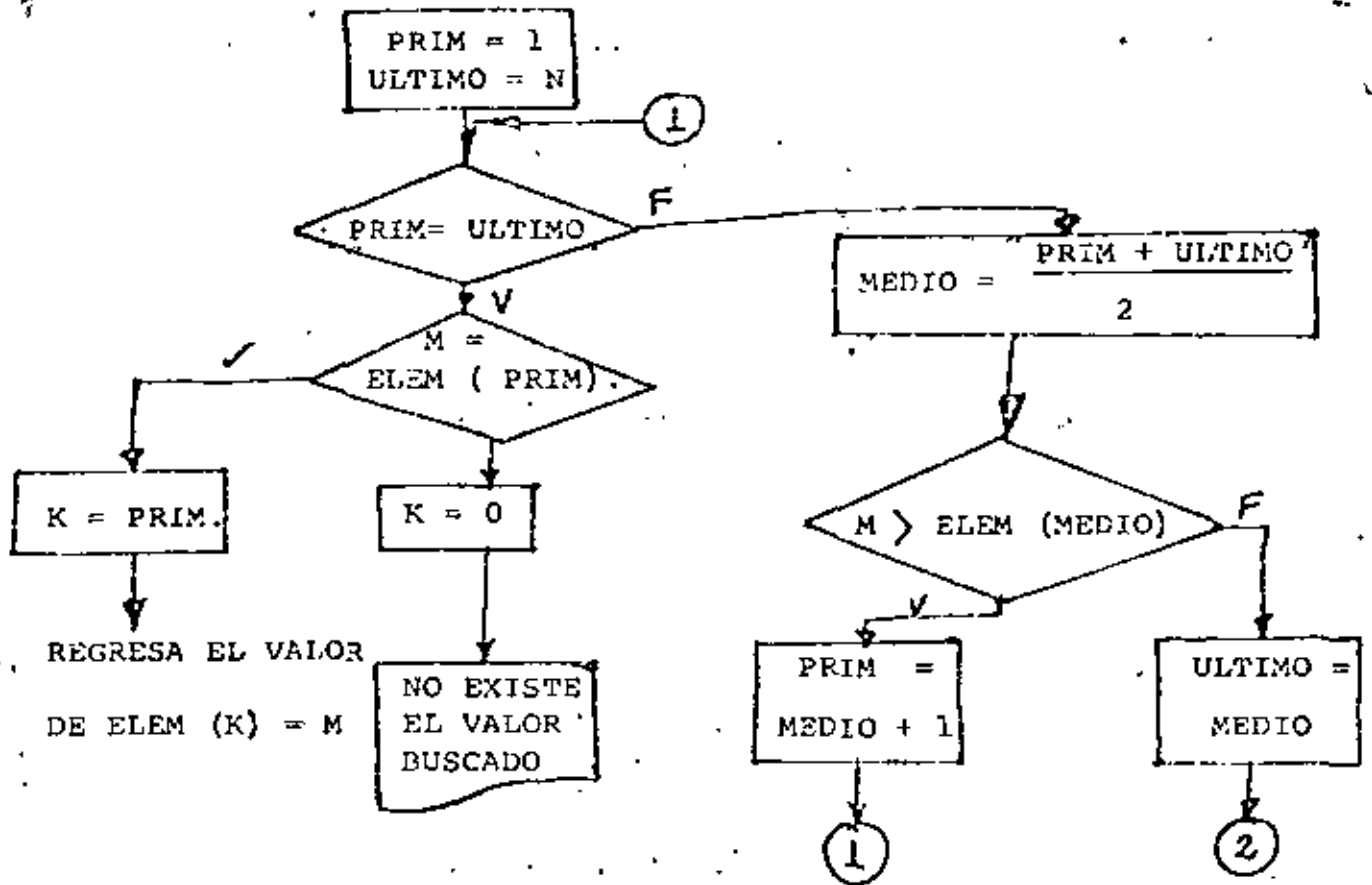 PRIM = 1
ULTIMO = N
1
PRIM= ULTIMO
F
V
MEDIO = PRIM + ULTIMO
2
M =
ELEM ( PRIM).
K = PRIM.
K = 0
M > ELEM (MEDIO)
F
V
REGRESA EL VALOR
DE ELEM (K) = M
NO EXISTE
EL VALOR
BUSCADO
PRIM =
MEDIO + 1
ULTIMO =
MEDIO
1
2